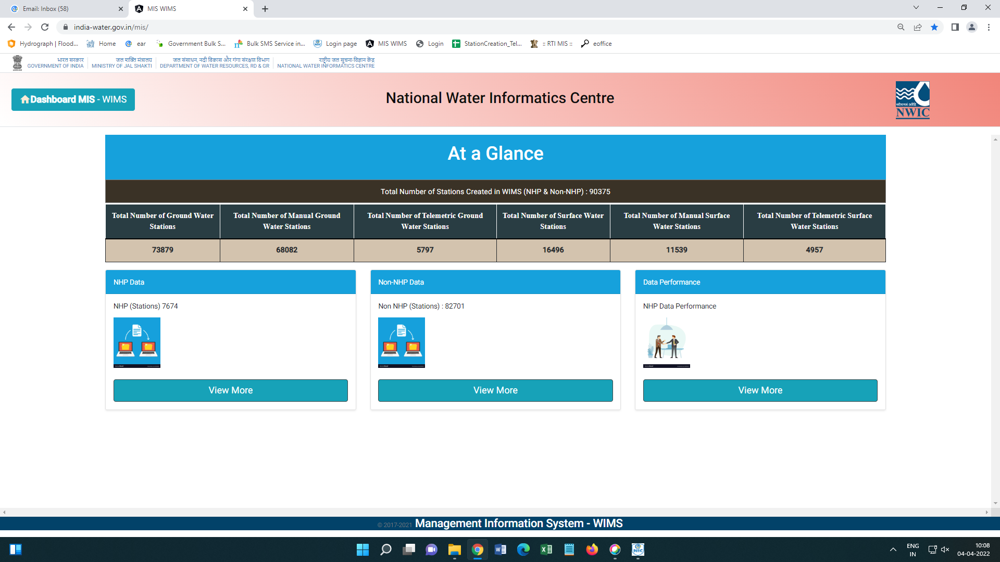 Email: Inbox (58)
MIS WIMS
india-water.gov.in/mis/
Hydrograph | Flood...
Home
ear
Government Bulk S...
Bulk SMS Service in...
Login page
MIS WIMS
Login
StationCreation_Tel...
:: RTI MIS ::
eoffice
भारत सरकार
GOVERNMENT OF INDIA
जल शक्ति मंत्रालय
MINISTRY OF JAL SHAKTI
जल संसाधन, नदी विकास और गंगा संरक्षण विभाग
DEPARTMENT OF WATER RESOURCES, RD & GR
राष्ट्रीय जल सुचना-विज्ञान केंद्र
NATIONAL WATER INFORMATICS CENTRE
Dashboard MIS - WIMS
National Water Informatics Centre
NWIC
At a Glance
Total Number of Stations Created in WIMS (NHP & Non-NHP) : 90375
Total Number of Ground Water
Stations
Total Number of Manual Ground
Water Stations
Total Number of Telemetric Ground
Water Stations
Total Number of Surface Water
Stations
Total Number of Manual Surface
Water Stations
Total Number of Telemetric Surface
Water Stations
73879
68082
5797
16496
11539
4957
NHP Data
NHP (Stations) 7674
View More
Non-NHP Data
Non NHP (Stations) : 82701
View More
Data Performance
NHP Data Performance
View More
© 2017-2021 Management Information System - WIMS
ENG
IN
10:08
04-04-2022